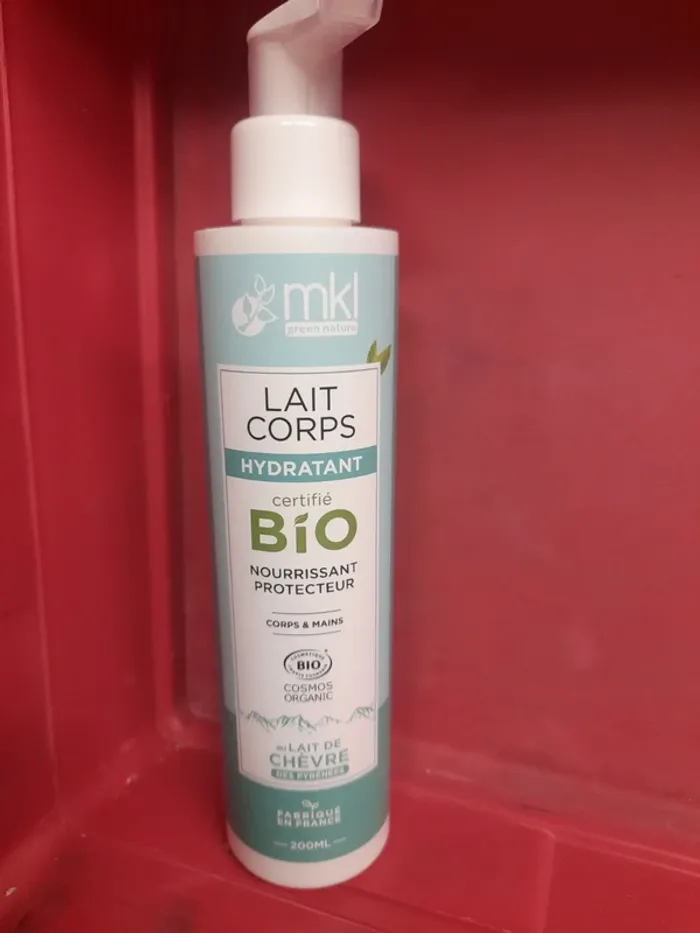 mkl
green nature
LAIT
CORPS
HYDRATANT
certifié
BIO
NOURRISSANT
PROTECTEUR
CORPS & MAINS
COSMÉTIQUE
BIO
COSMOS
ORGANIC
au LAIT DE
CHÈVRE
DES PYRÉNÉES
FABRIQUÉ
EN FRANCE
200ML